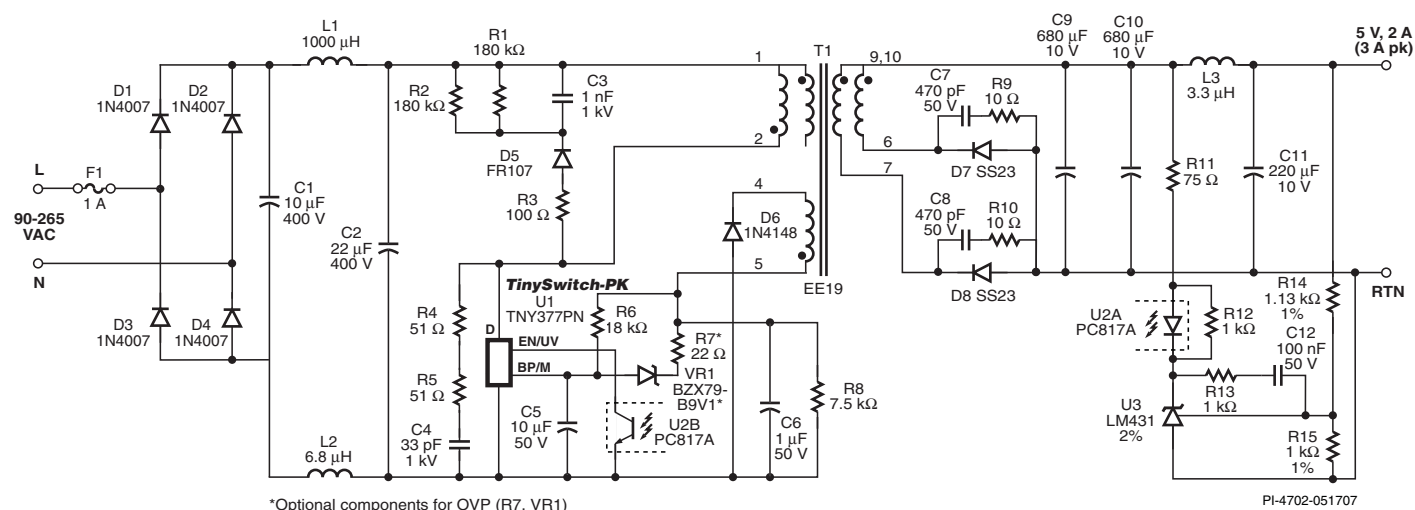 L1
1000 μH
R1
180 kΩ
D1
1N4007
D2
1N4007
R2
180 kΩ
C3
1 nF
1 kV
D5
FR107
R3
100 Ω
L
F1
1 A
90-265
VAC
N
C1
10 μF
400 V
C2
22 μF
400 V
D3
1N4007
D4
1N4007
L2
6.8 μH
R4
51 Ω
R5
51 Ω
C4
33 pF
1 kV
TinySwitch-PK
U1
TNY377PN
D
EN/UV
BP/M
R6
18 kΩ
R7*
22 Ω
VR1
BZX79-
B9V1*
C5
10 μF
50 V
U2B
PC817A
C6
1 μF
50 V
R8
7.5 kΩ
D6
1N4148
1
2
4
5
T1
EE19
9,10
6
7
C7
470 pF
50 V
R9
10 Ω
D7 SS23
C8
470 pF
50 V
R10
10 Ω
D8 SS23
C9
680 μF
10 V
C10
680 μF
10 V
L3
3.3 μH
5 V, 2 A
(3 A pk)
R11
75 Ω
C11
220 μF
10 V
RTN
U2A
PC817A
R12
1 kΩ
R14
1.13 kΩ
1%
C12
100 nF
50 V
R13
1 kΩ
U3
LM431
2%
R15
1 kΩ
1%
*Optional components for OVP (R7, VR1)
PI-4702-051707